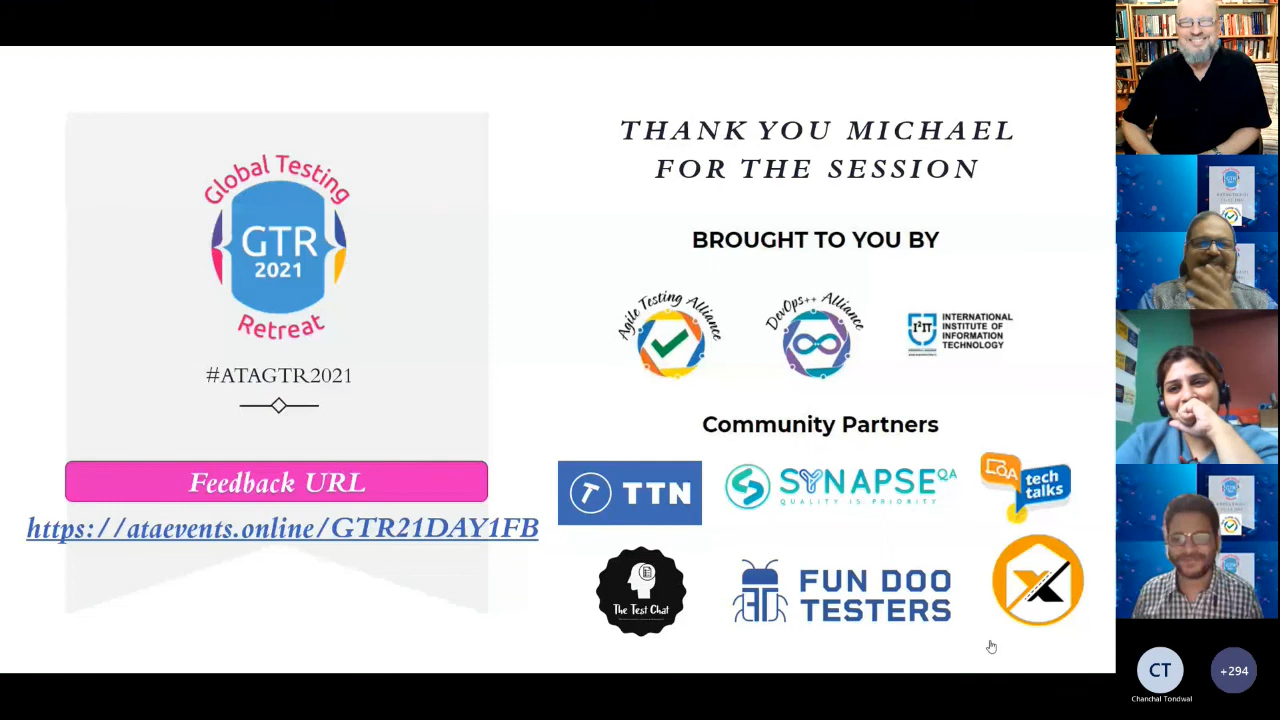 Global Testing
GTR
2021
Retreat
#ATAGTR2021
Feedback URL
https://ataevents.online/GTR21DAY1FB
THANK YOU MICHAEL
FOR THE SESSION
BROUGHT TO YOU BY
Agile Testing Alliance
DevOps++ Alliance
I²IT
INTERNATIONAL
INSTITUTE OF
INFORMATION
TECHNOLOGY
Community Partners
T TTN
SYNAPSE QA
QUALITY IS PRIORITY
QA
tech
talks
The Test Chat
FUN DOO
TESTERS
X
CT
+294
Chanchal Tondwal